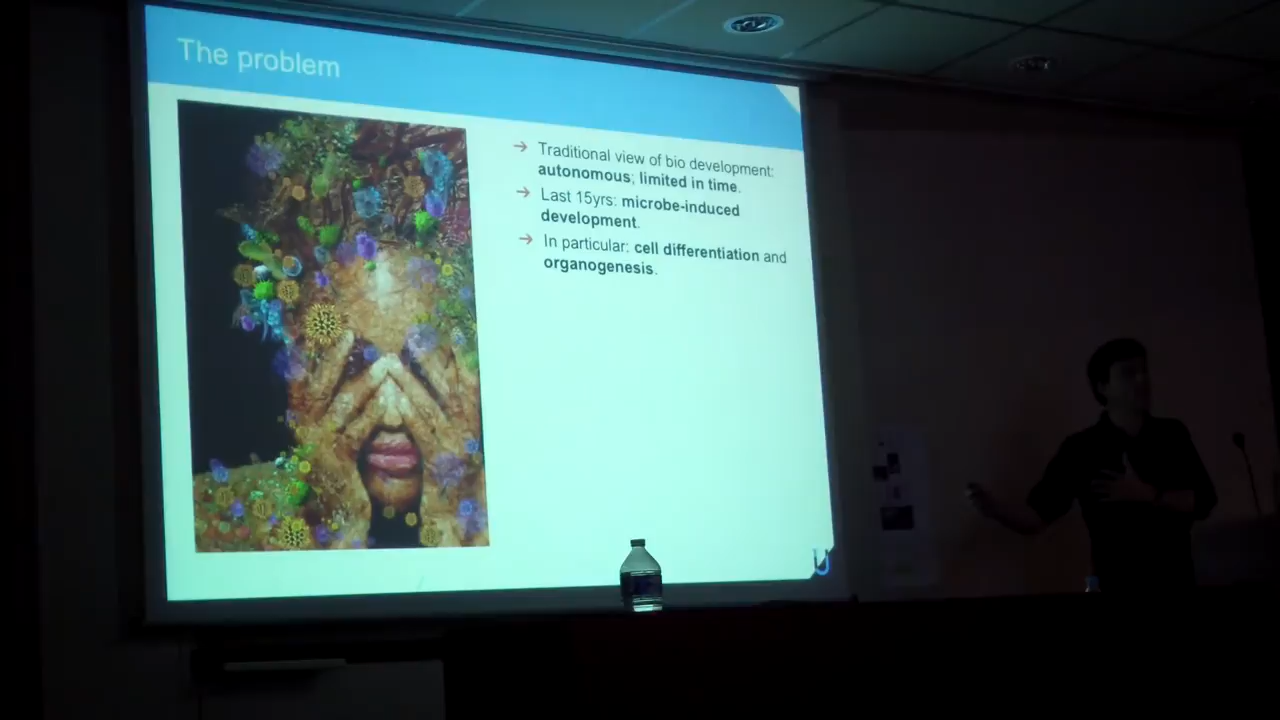 The problem
→ Traditional view of bio development:
autonomous; limited in time.
→ Last 15yrs: microbe-induced
development.
→ In particular: cell differentiation and
organogenesis.
U